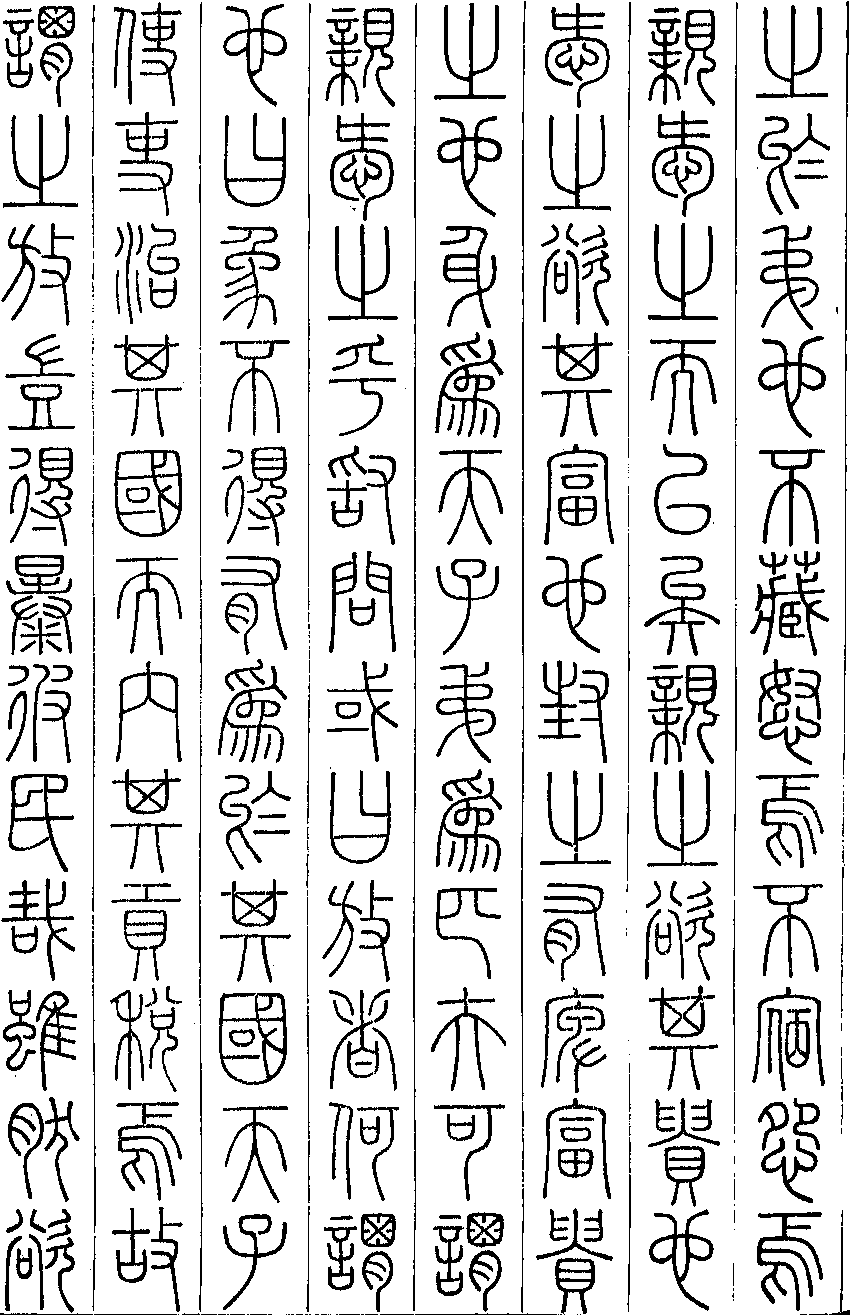 之於弟也不藏怒焉不宿怨焉
親愛之而已矣親之欲其貴也
愛之欲其富也封之有庳富貴
之也身爲天子弟爲匹夫可謂
親愛之乎敢問或曰放者何謂
也曰象不得有爲於其國天子
使吏治其國而內其貢稅焉故
謂之放豈得暴彼民哉雖然欲